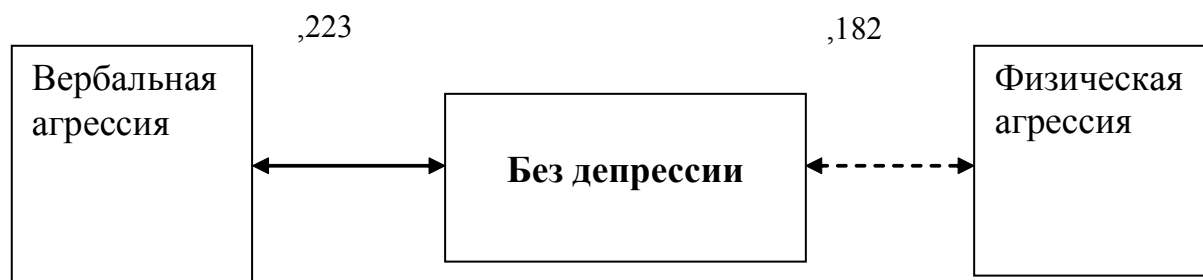 ,223
,182
Вербальная
агрессия
Без депрессии
Физическая
агрессия